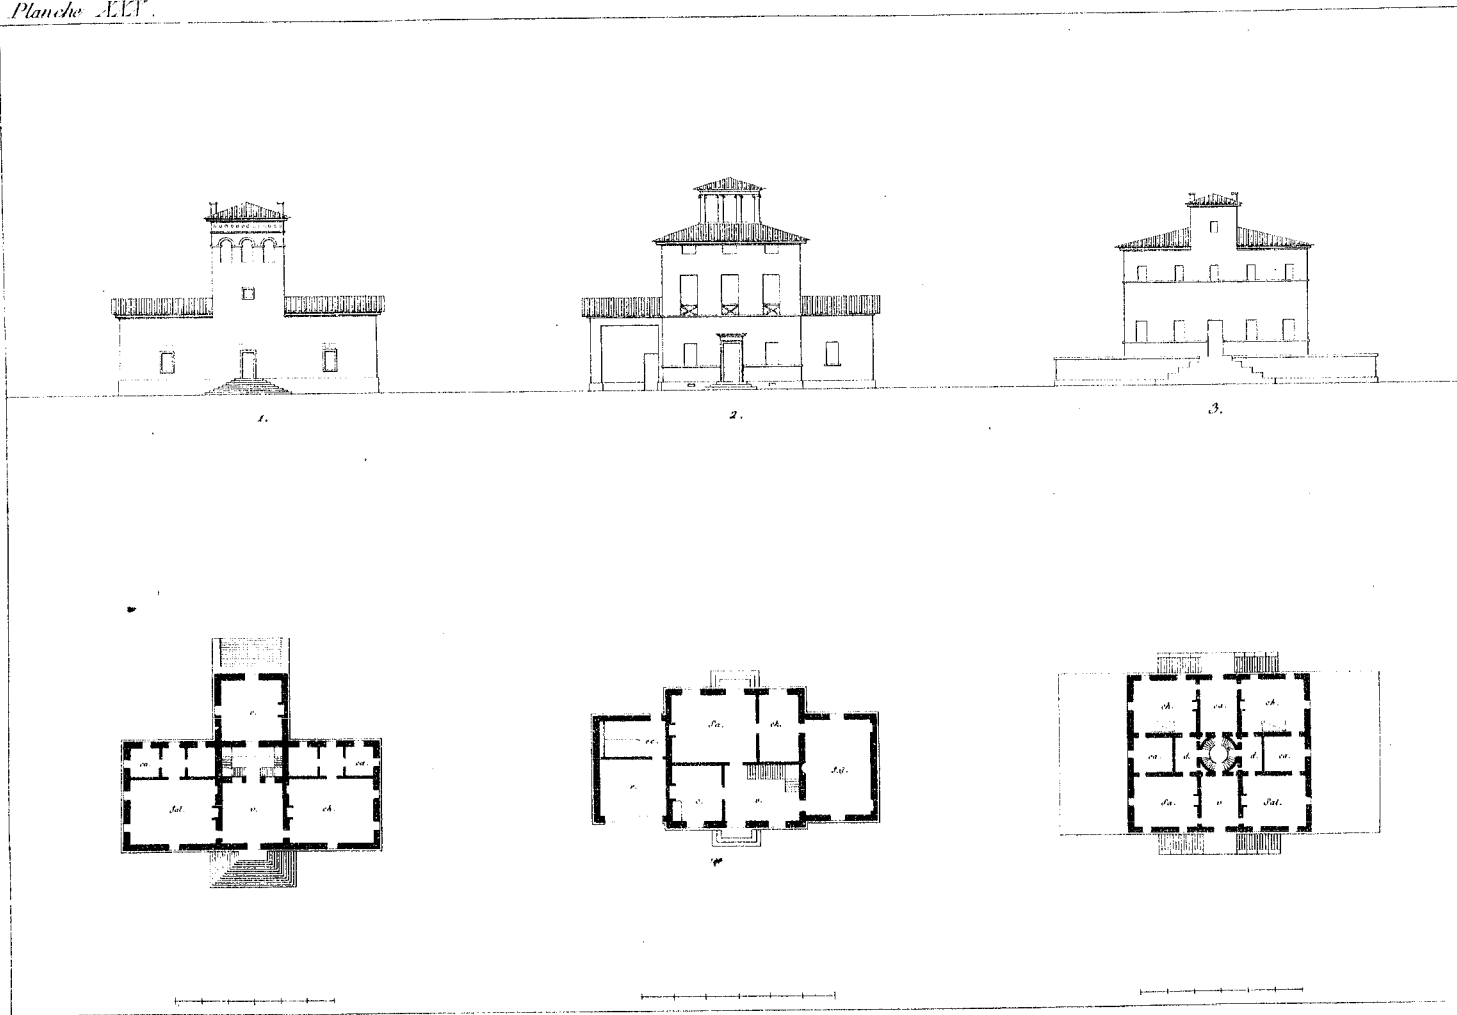 Planche XXV.
1.
2.
3.
c.
ca.
ca.
Sal.
v.
ch.
Sa.
ch.
ec.
S.à.
r.
c.
v.
ch.
ca.
ch.
ca.
d.
d.
ca.
Sa.
v
Sal.